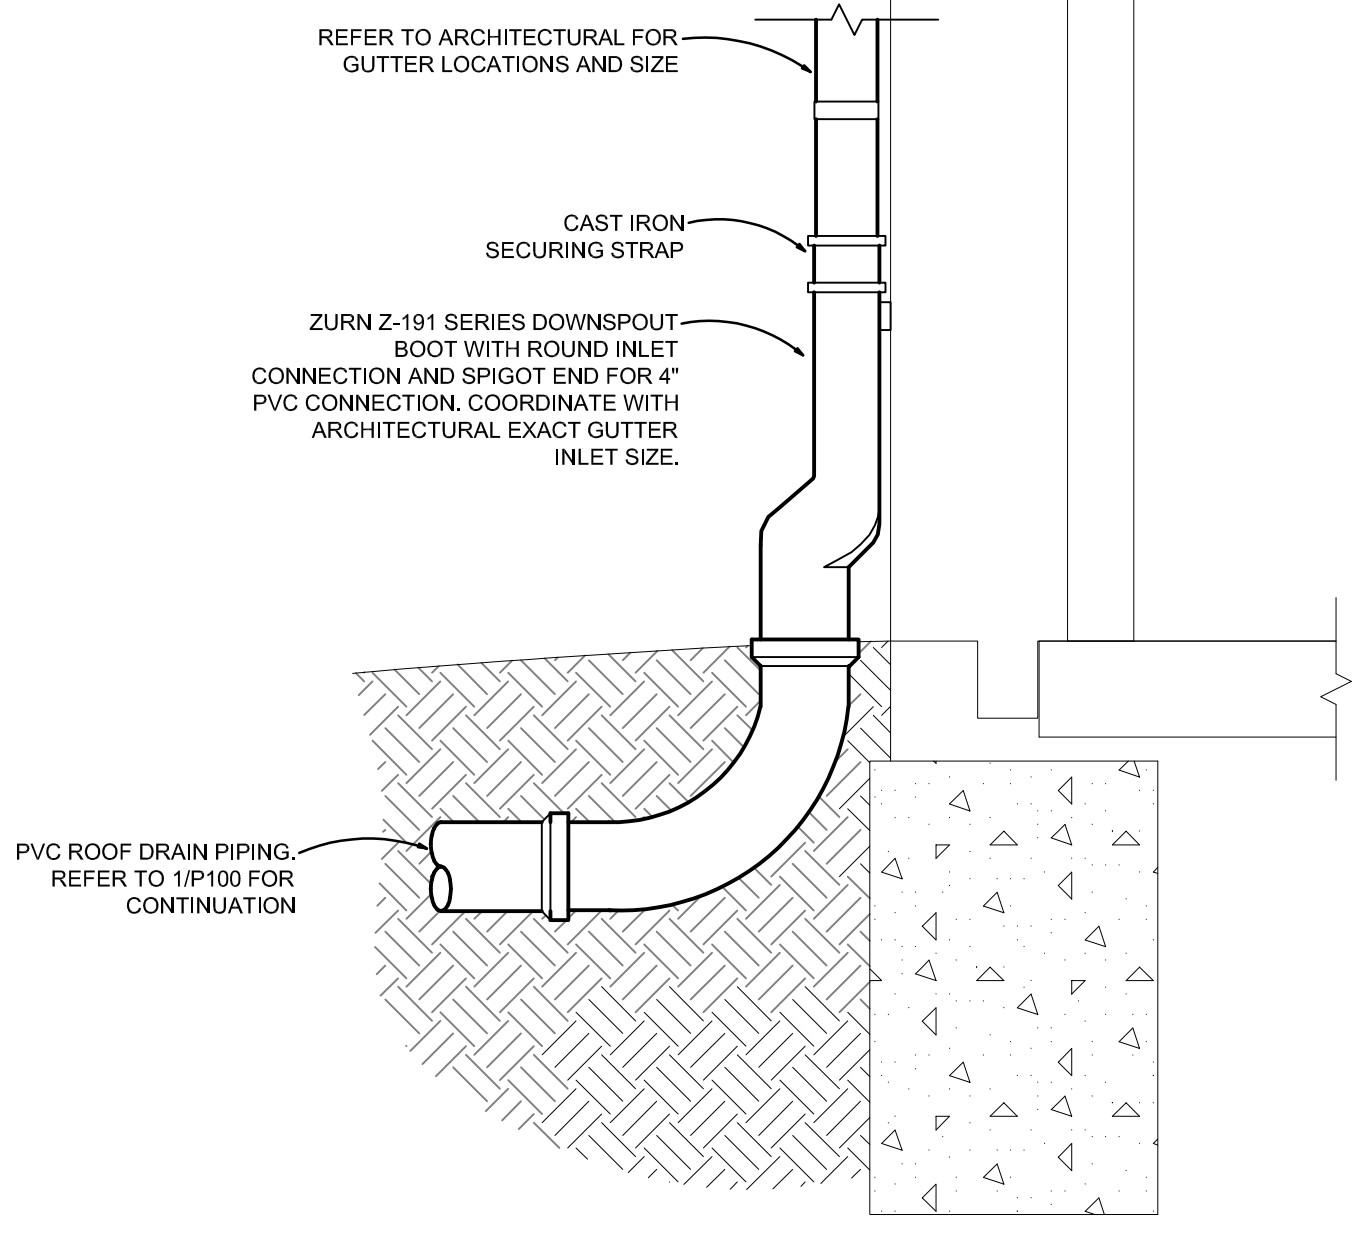 REFER TO ARCHITECTURAL FOR
GUTTER LOCATIONS AND SIZE
CAST IRON
SECURING STRAP
ZURN Z-191 SERIES DOWNSPOUT
BOOT WITH ROUND INLET
CONNECTION AND SPIGOT END FOR 4"
PVC CONNECTION. COORDINATE WITH
ARCHITECTURAL EXACT GUTTER
INLET SIZE.
PVC ROOF DRAIN PIPING.
REFER TO 1/P100 FOR
CONTINUATION